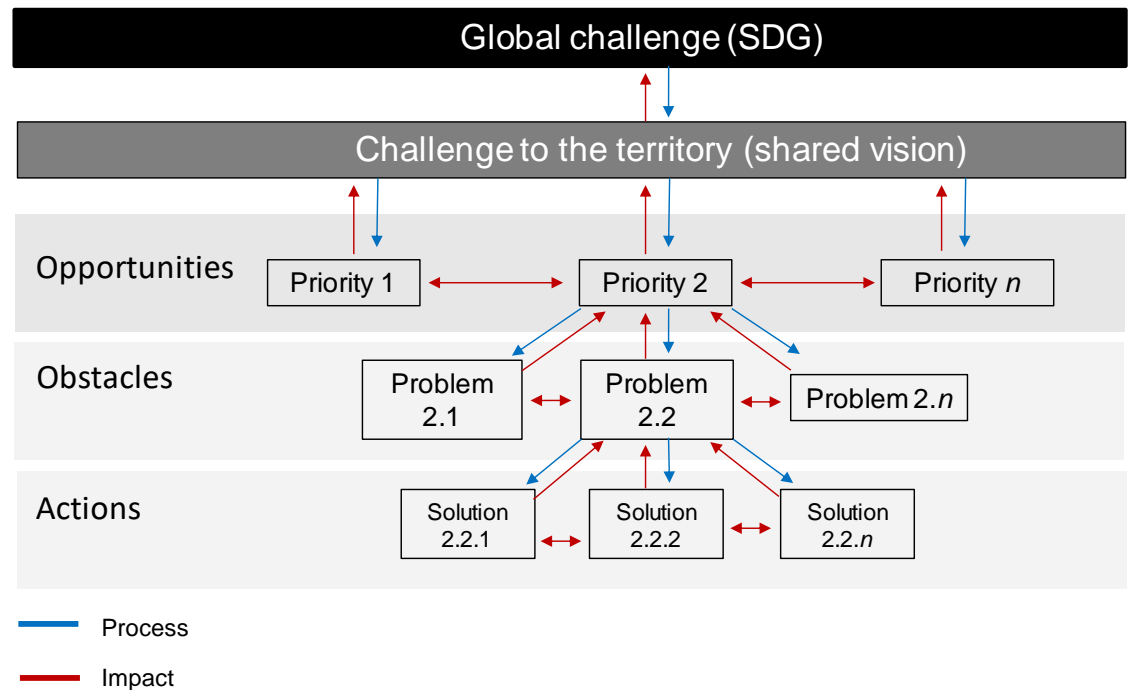 Global challenge (SDG)
Challenge to the territory (shared vision)
Opportunities
Priority 1
Priority 2
Priority n
Obstacles
Problem
2.1
Problem
2.2
Problem 2.n
Actions
Solution
2.2.1
Solution
2.2.2
Solution
2.2.n
Process
Impact